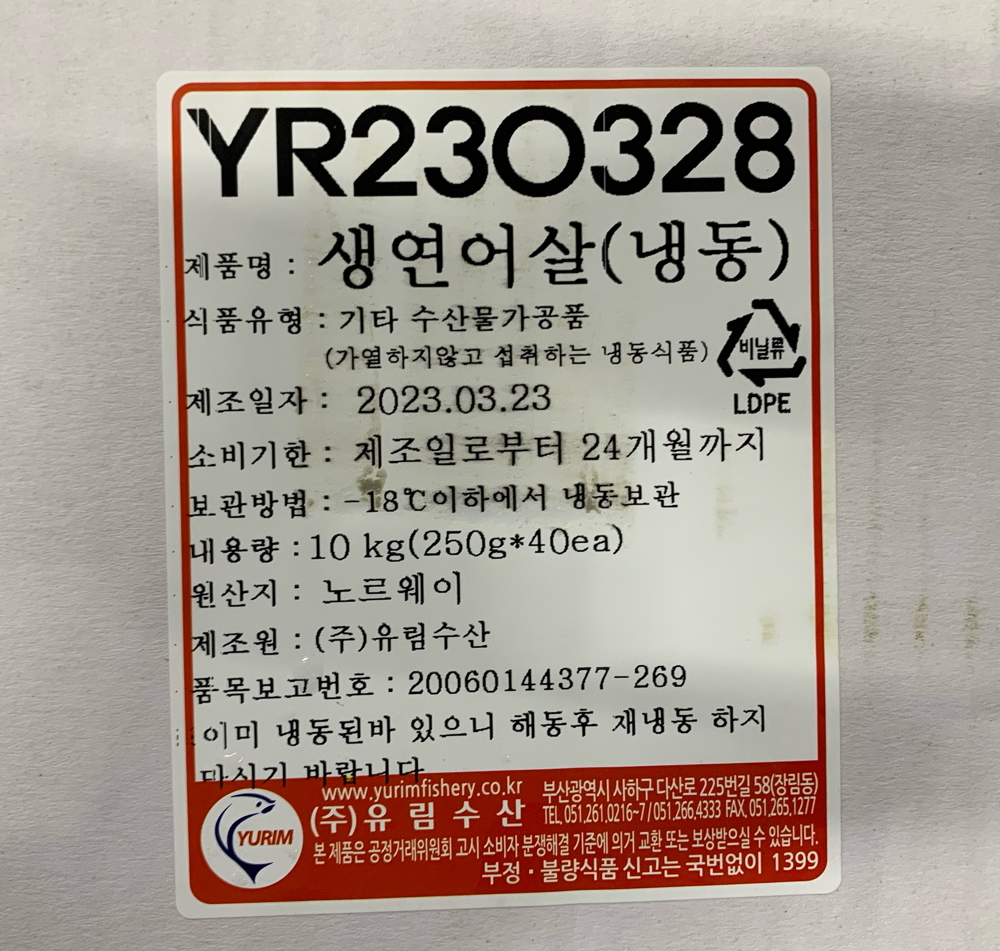 YR230328
제품명 : 생연어살(냉동)
식품유형 : 기타 수산물가공품
(가열하지않고 섭취하는 냉동식품)
비닐류
LDPE
제조일자 : 2023.03.23
소비기한 : 제조일로부터 24개월까지
보관방법 : -18℃이하에서 냉동보관
내용량 : 10 kg(250g*40ea)
원산지 : 노르웨이
제조원 : (주)유림수산
품목보고번호 : 20060144377-269
이미 냉동된바 있으니 해동후 재냉동 하지
마시기 바랍니다
YURIM
www.yurimfishery.co.kr
(주)유림수산
부산광역시 사하구 다산로 225번길 58(장림동)
TEL 051.261.0216~7/051.266.4333 FAX. 051.265.1277
본 제품은 공정거래위원회 고시 소비자 분쟁해결 기준에 의거 교환 또는 보상받으실 수 있습니다.
부정·불량식품 신고는 국번없이 1399